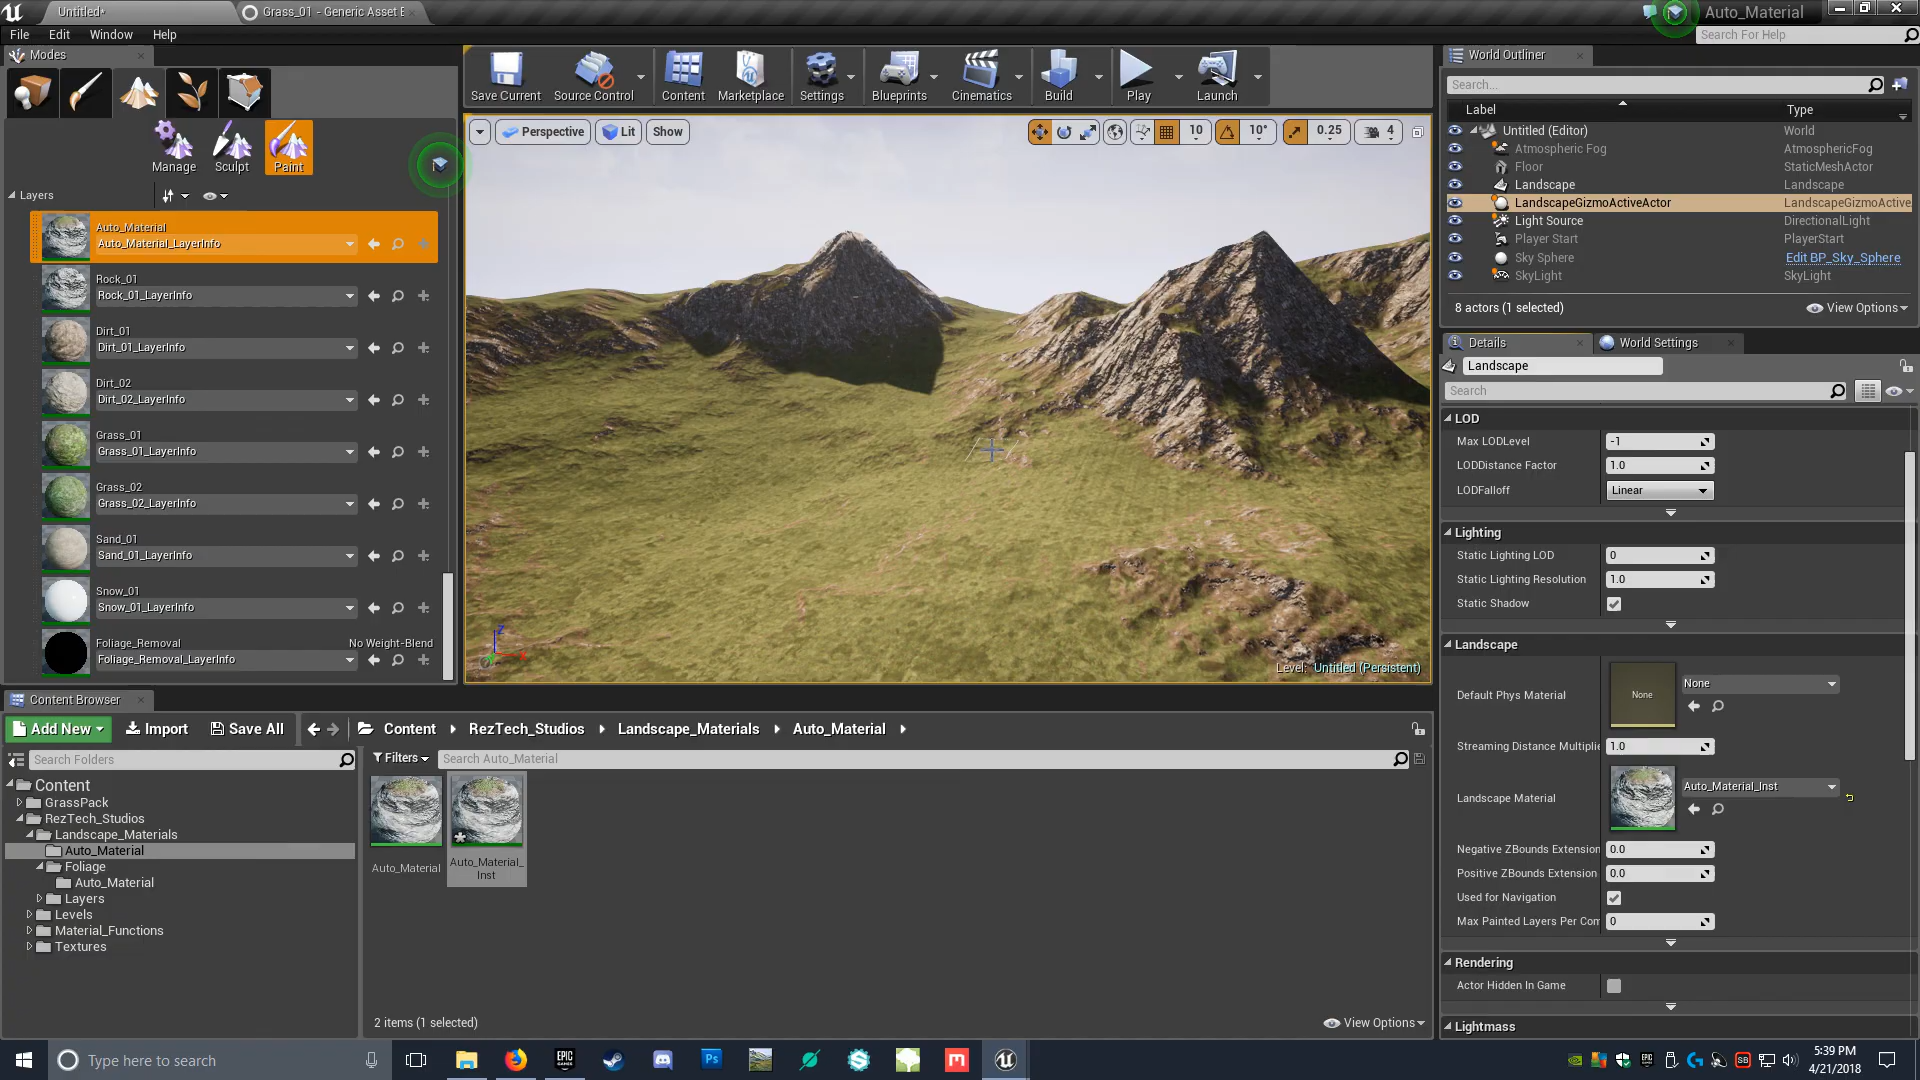 Untitled*
Grass_01 - Generic Asset E
Auto_Material
File Edit Window Help
Search For Help
Modes
Save Current
Source Control
Content
Marketplace
Settings
Blueprints
Cinematics
Build
Play
Launch
Manage
Sculpt
Paint
Layers
Auto_Material
Auto_Material_LayerInfo
Rock_01
Rock_01_LayerInfo
Dirt_01
Dirt_01_LayerInfo
Dirt_02
Dirt_02_LayerInfo
Grass_01
Grass_01_LayerInfo
Grass_02
Grass_02_LayerInfo
Sand_01
Sand_01_LayerInfo
Snow_01
Snow_01_LayerInfo
Foliage_Removal No Weight-Blend
Foliage_Removal_LayerInfo
Perspective Lit Show
10 10° 0.25 4
Z
Level: Untitled (Persistent)
World Outliner
Search...
Label Type
Untitled (Editor) World
Atmospheric Fog AtmosphericFog
Floor StaticMeshActor
Landscape Landscape
LandscapeGizmoActiveActor LandscapeGizmoActive
Light Source DirectionalLight
Player Start PlayerStart
Sky Sphere Edit BP_Sky_Sphere
SkyLight SkyLight
8 actors (1 selected) View Options
Details World Settings
Landscape
Search
LOD
Max LODLevel -1
LODDistance Factor 1.0
LODFalloff Linear
Lighting
Static Lighting LOD 0
Static Lighting Resolution 1.0
Static Shadow
Landscape
Default Phys Material None None
Streaming Distance Multiplie 1.0
Landscape Material Auto_Material_Inst
Negative ZBounds Extension 0.0
Positive ZBounds Extension 0.0
Used for Navigation
Max Painted Layers Per Com 0
Rendering
Actor Hidden In Game
Lightmass
Content Browser
Add New Import Save All Content RezTech_Studios Landscape_Materials Auto_Material
Search Folders
Filters Search Auto_Material
Content
GrassPack
RezTech_Studios
Landscape_Materials
Auto_Material
Foliage
Auto_Material
Layers
Levels
Material_Functions
Textures
Auto_Material
Auto_Material_
Inst
2 items (1 selected) View Options
Type here to search
EPIC
GAMES
Ps
SB
5:39 PM
4/21/2018